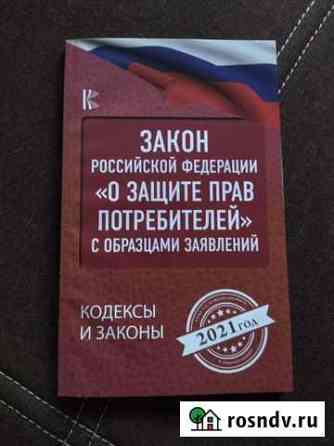 ЗАКОН
РОССИЙСКОЙ ФЕДЕРАЦИИ
«О ЗАЩИТЕ ПРАВ
ПОТРЕБИТЕЛЕЙ»
С ОБРАЗЦАМИ ЗАЯВЛЕНИЙ
КОДЕКСЫ
И ЗАКОНЫ
2021 ГОД
rosndv.ru